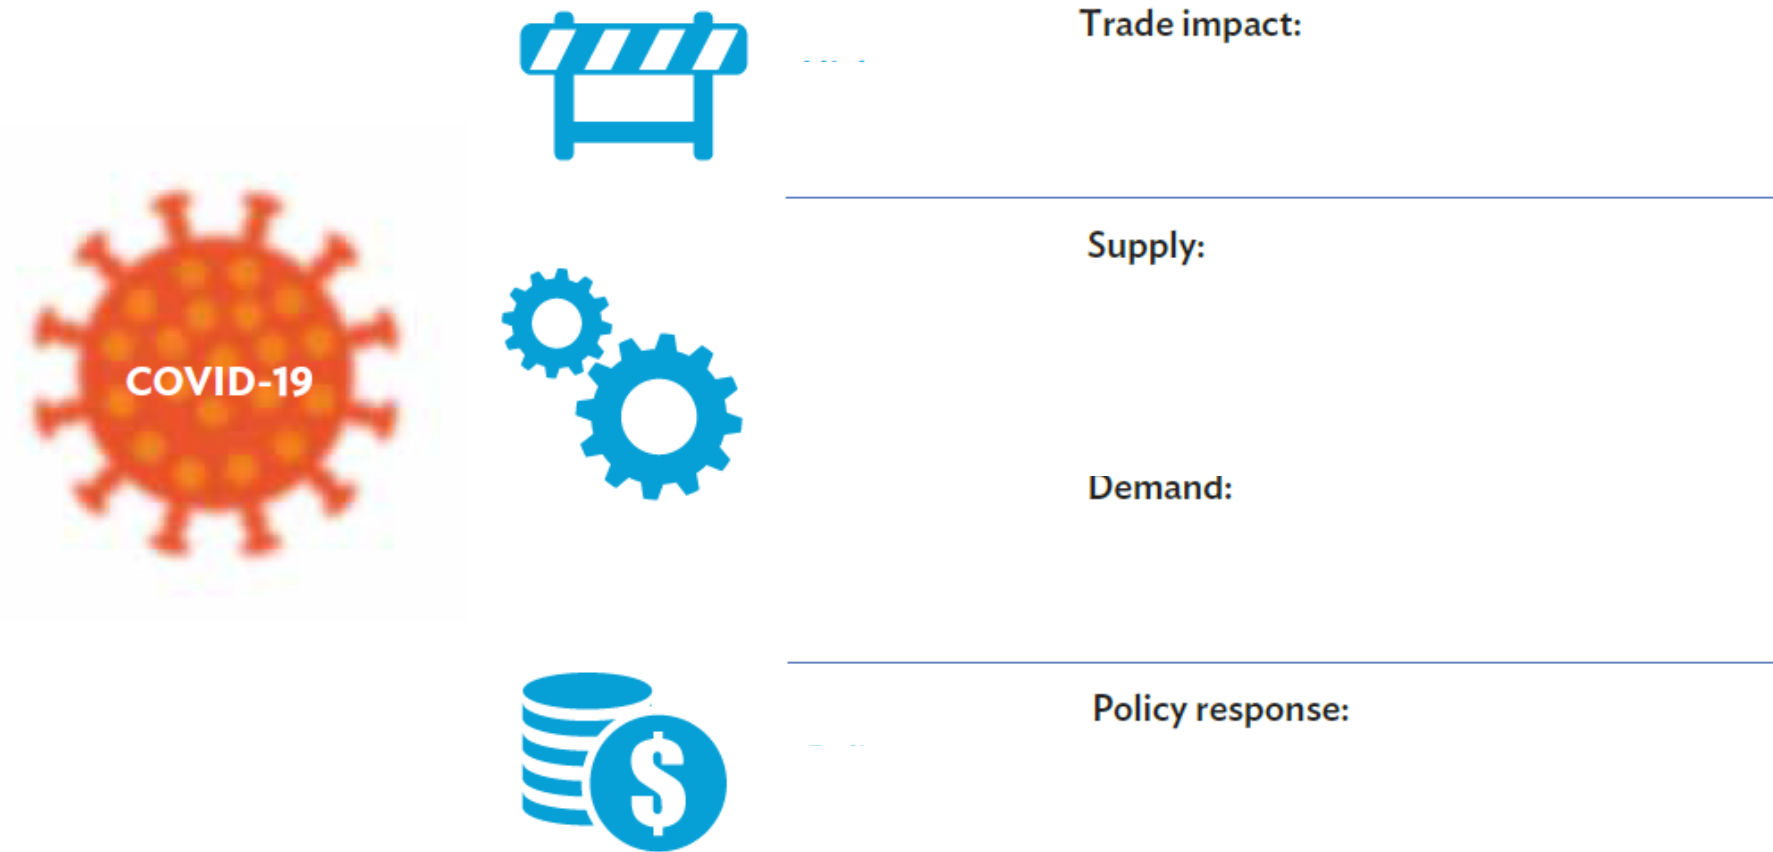 COVID-19
Trade impact:
Supply:
Demand:
$
Policy response: